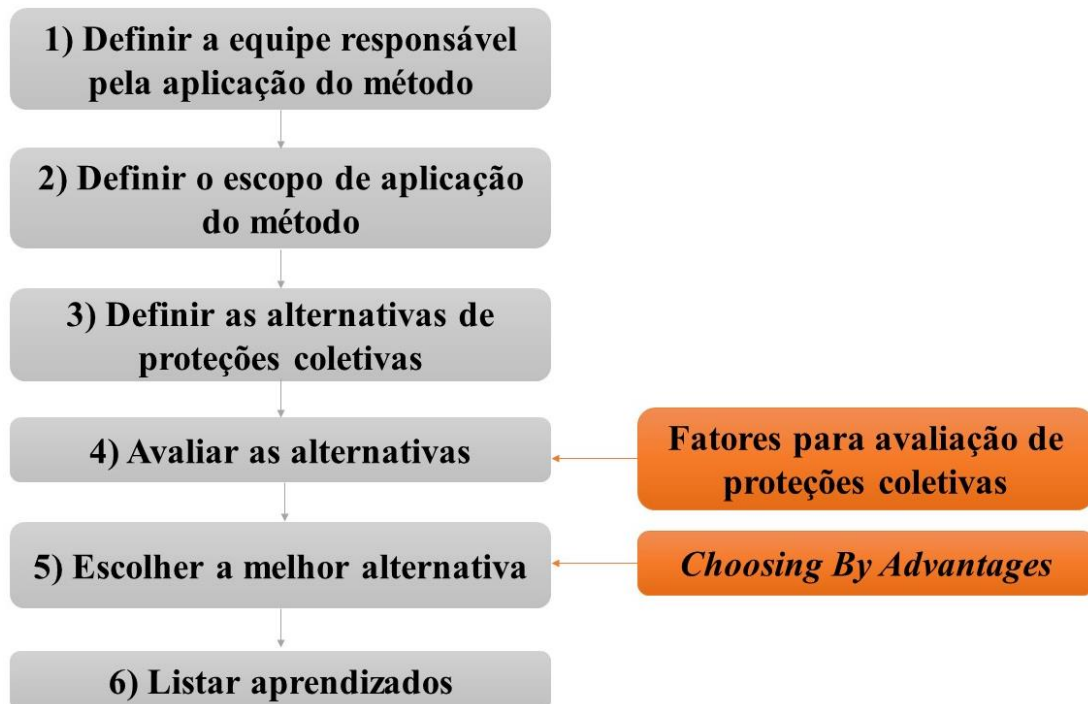 1) Definir a equipe responsável
pela aplicação do método
2) Definir o escopo de aplicação
do método
3) Definir as alternativas de
proteções coletivas
4) Avaliar as alternativas
Fatores para avaliação de
proteções coletivas
5) Escolher a melhor alternativa
Choosing By Advantages
6) Listar aprendizados